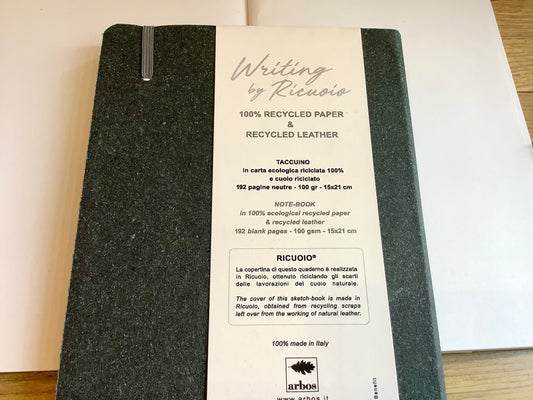 Writing
by Ricuoio
100% RECYCLED PAPER
&
RECYCLED LEATHER
TACCUINO
in carta ecologica riciclata 100%
e cuoio riciclato
192 pagine neutre - 100 gr - 15x21 cm
NOTE-BOOK
in 100% ecological recycled paper
& recycled leather
192 blank pages - 100 gsm - 15x21 cm
RICUOIO®
La copertina di questo quaderno è realizzata
in Ricuoio, ottenuto riciclando gli scarti
delle lavorazioni del cuoio naturale.
The cover of this sketch-book is made in
Ricuoio, obtained from recycling scraps
left over from the working of natural leather.
100% made in Italy
arbos
www.arbos.it
Benefit